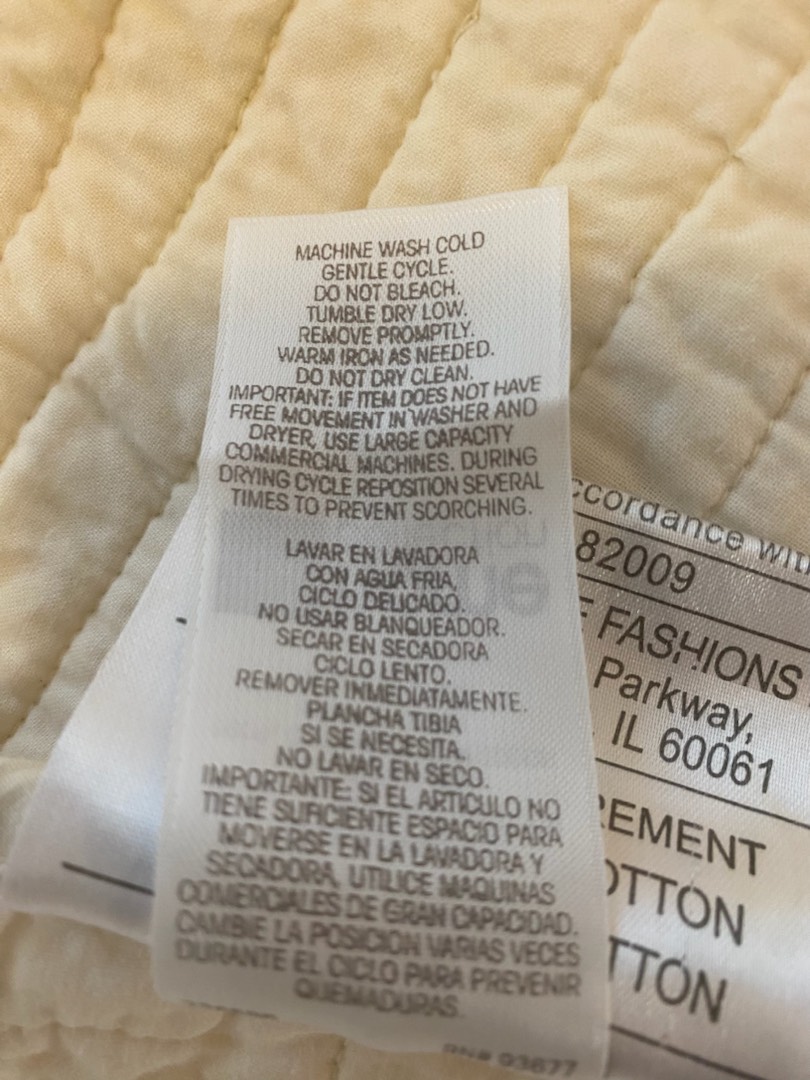 MACHINE WASH COLD
GENTLE CYCLE.
DO NOT BLEACH.
TUMBLE DRY LOW.
REMOVE PROMPTLY.
WARM IRON AS NEEDED.
DO NOT DRY CLEAN.
IMPORTANT: IF ITEM DOES NOT HAVE
FREE MOVEMENT IN WASHER AND
DRYER, USE LARGE CAPACITY
COMMERCIAL MACHINES. DURING
DRYING CYCLE REPOSITION SEVERAL
TIMES TO PREVENT SCORCHING.
LAVAR EN LAVADORA
CON AGUA FRIA,
CICLO DELICADO.
NO USAR BLANQUEADOR.
SECAR EN SECADORA
CICLO LENTO.
REMOVER INMEDIATAMENTE.
PLANCHA TIBIA
SI SE NECESITA.
NO LAVAR EN SECO.
IMPORTANTE: SI EL ARTICULO NO
TIENE SUFICIENTE ESPACIO PARA
MOVERSE EN LA LAVADORA Y
SECADORA, UTILICE MAQUINAS
COMERCIALES DE GRAN CAPACIDAD.
CAMBIE LA POSICION VARIAS VECES
DURANTE EL CICLO PARA PREVENIR
QUEMADURAS.
RN# 93677
ccordance with
82009
FASHIONS
Parkway,
IL 60061
REMENT
OTTON
TTON